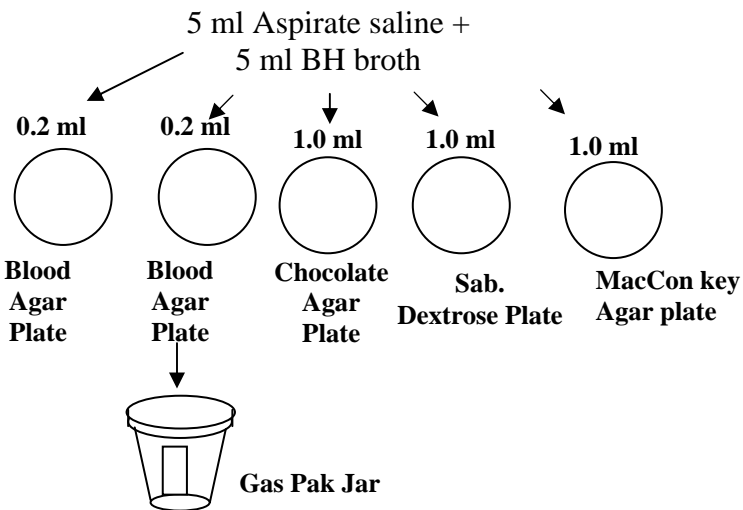 5 ml Aspirate saline +
5 ml BH broth
0.2 ml
0.2 ml
1.0 ml
1.0 ml
1.0 ml
Blood
Agar
Plate
Blood
Agar
Plate
Chocolate
Agar
Plate
Sab.
Dextrose Plate
MacCon key
Agar plate
Gas Pak Jar